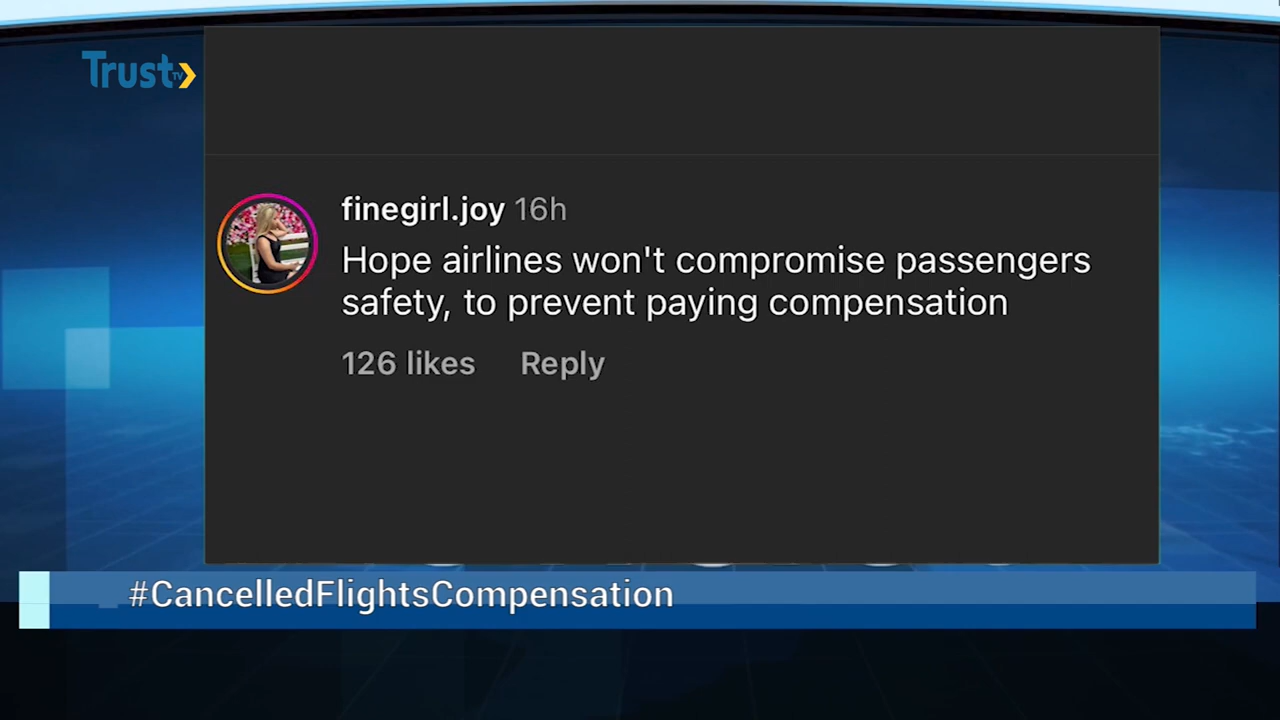 Trust TV
finegirl.joy 16h
Hope airlines won't compromise passengers
safety, to prevent paying compensation
126 likes Reply
#CancelledFlightsCompensation